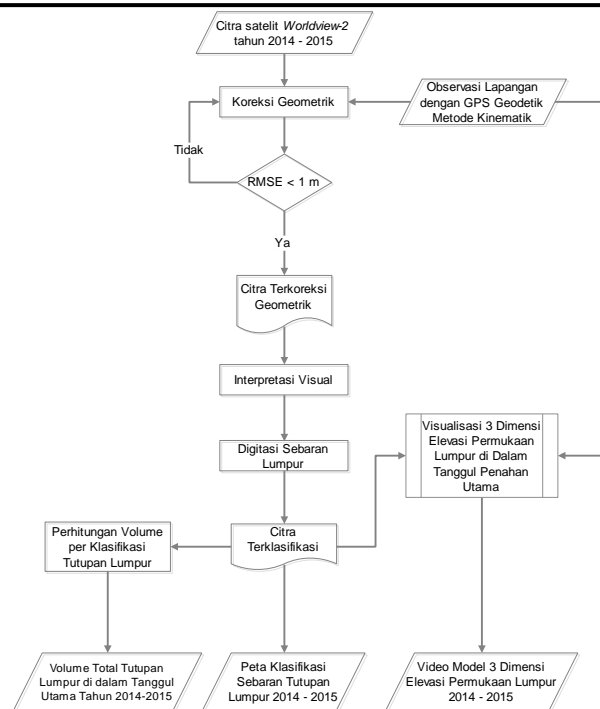 Citra satelit Worldview-2
tahun 2014 - 2015
Koreksi Geometrik
Observasi Lapangan
dengan GPS Geodetik
Metode Kinematik
Tidak
RMSE < 1 m
Ya
Citra Terkoreksi
Geometrik
Interpretasi Visual
Digitasi Sebaran
Lumpur
Visualisasi 3 Dimensi
Elevasi Permukaan
Lumpur di Dalam
Tanggul Penahan
Utama
Perhitungan Volume
per Klasifikasi
Tutupan Lumpur
Citra
Terklasifikasi
Volume Total Tutupan
Lumpur di dalam Tanggul
Utama Tahun 2014-2015
Peta Klasifikasi
Sebaran Tutupan
Lumpur 2014 - 2015
Video Model 3 Dimensi
Elevasi Permukaan Lumpur
2014 - 2015